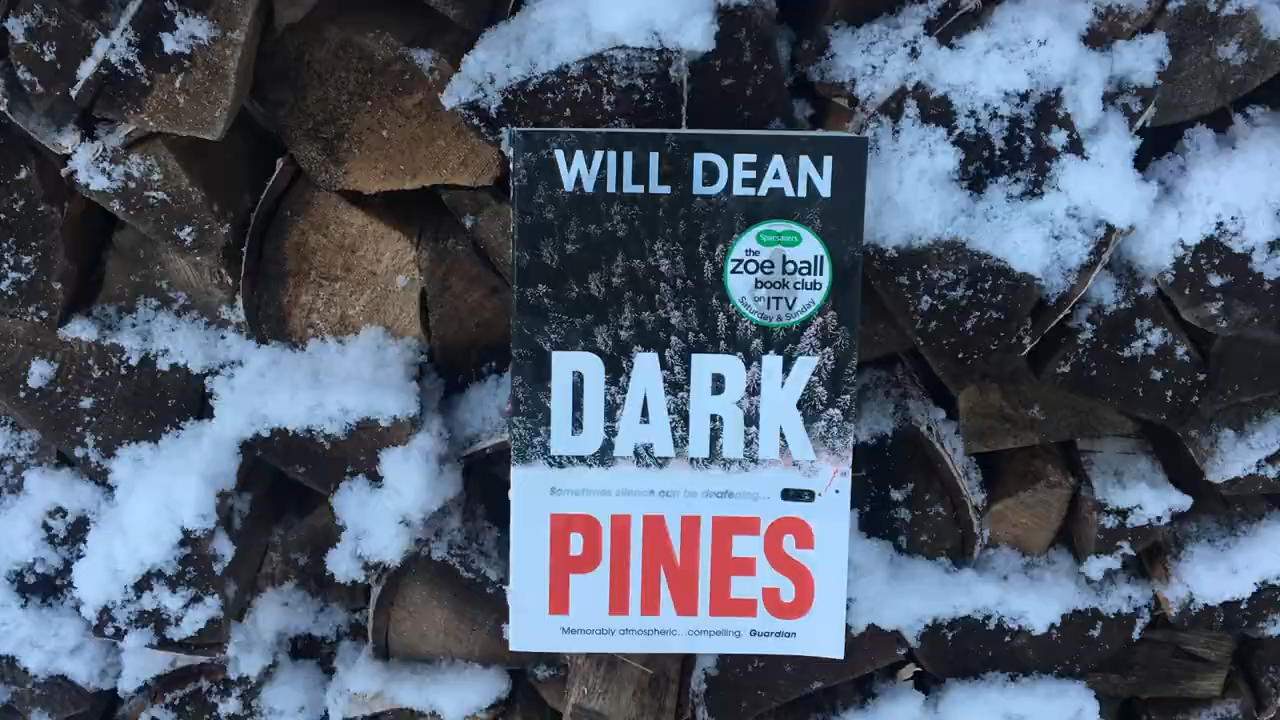 WILL DEAN
Specsavers
the
zoe ball
book club
on ITV
Saturday & Sunday
DARK
Sometimes silence can be deafening...
PINES
'Memorably atmospheric...compelling.' Guardian